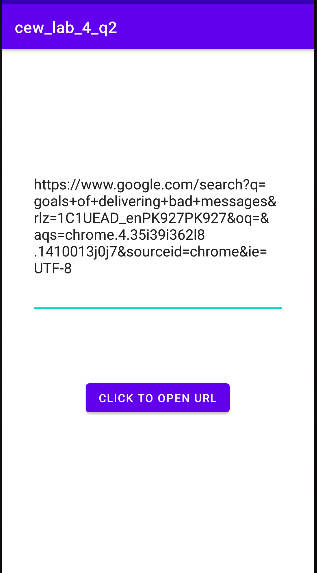 cew_lab_4_q2
https://www.google.com/search?q=
goals+of+delivering+bad+messages&
rlz=1C1UEAD_enPK927PK927&oq=&
aqs=chrome.4.35i39i362l8
.1410013j0j7&sourceid=chrome&ie=
UTF-8
CLICK TO OPEN URL